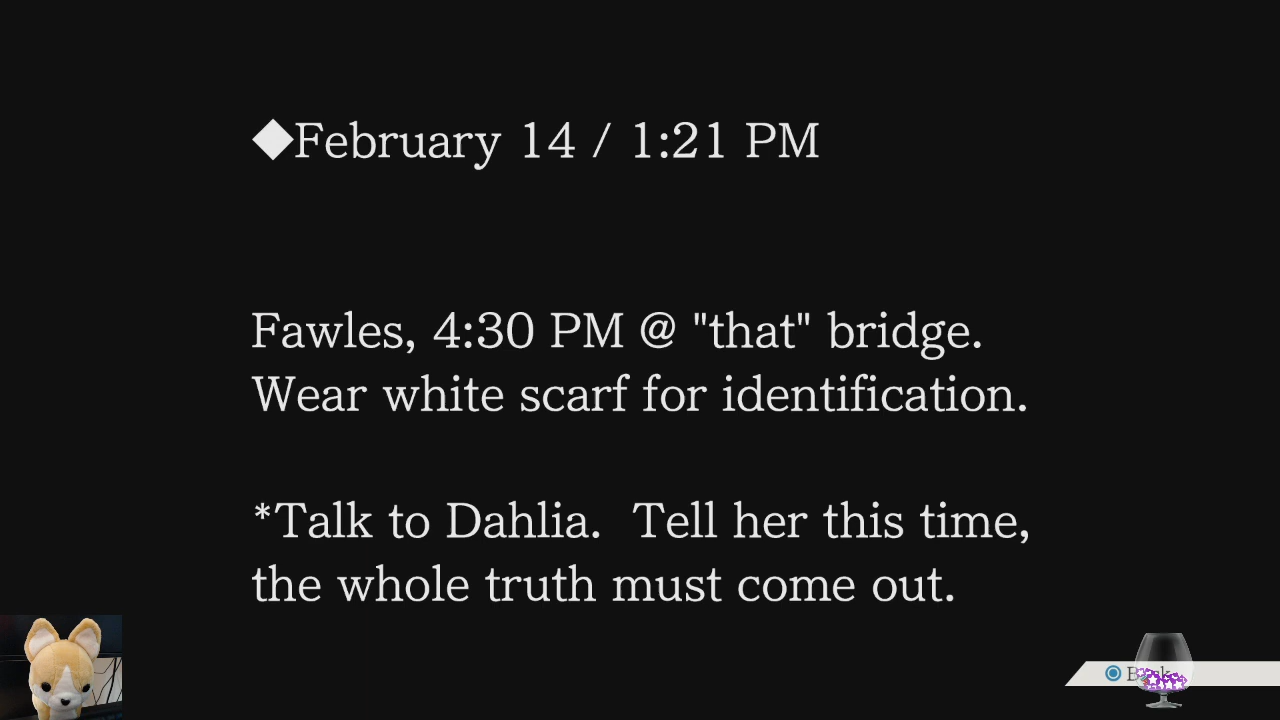 ◆February 14 / 1:21 PM
Fawles, 4:30 PM @ "that" bridge.
Wear white scarf for identification.
*Talk to Dahlia.  Tell her this time,
the whole truth must come out.